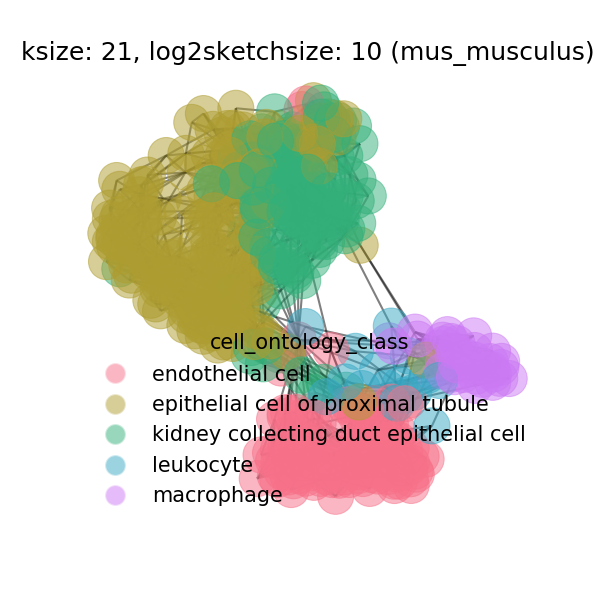 ksize: 21, log2sketchsize: 10 (mus_musculus)
cell_ontology_class
endothelial cell
epithelial cell of proximal tubule
kidney collecting duct epithelial cell
leukocyte
macrophage